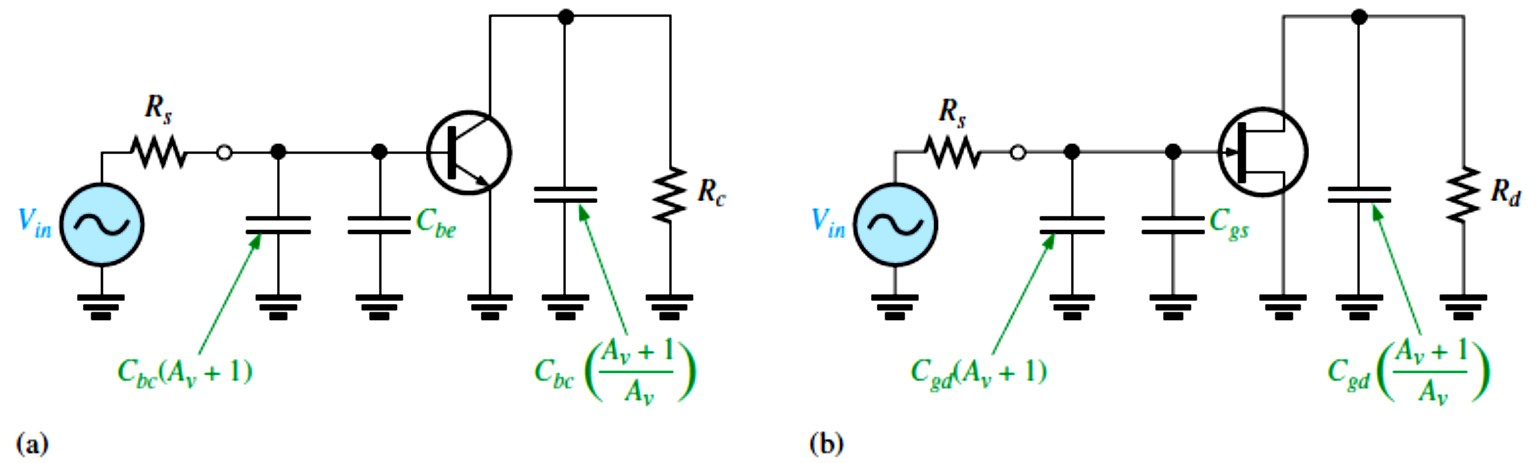 R_s
V_in
C_be
R_c
C_bc(A_v + 1)
C_bc ((A_v + 1)/A_v)
(a)
R_s
V_in
C_gs
R_d
C_gd(A_v + 1)
C_gd ((A_v + 1)/A_v)
(b)